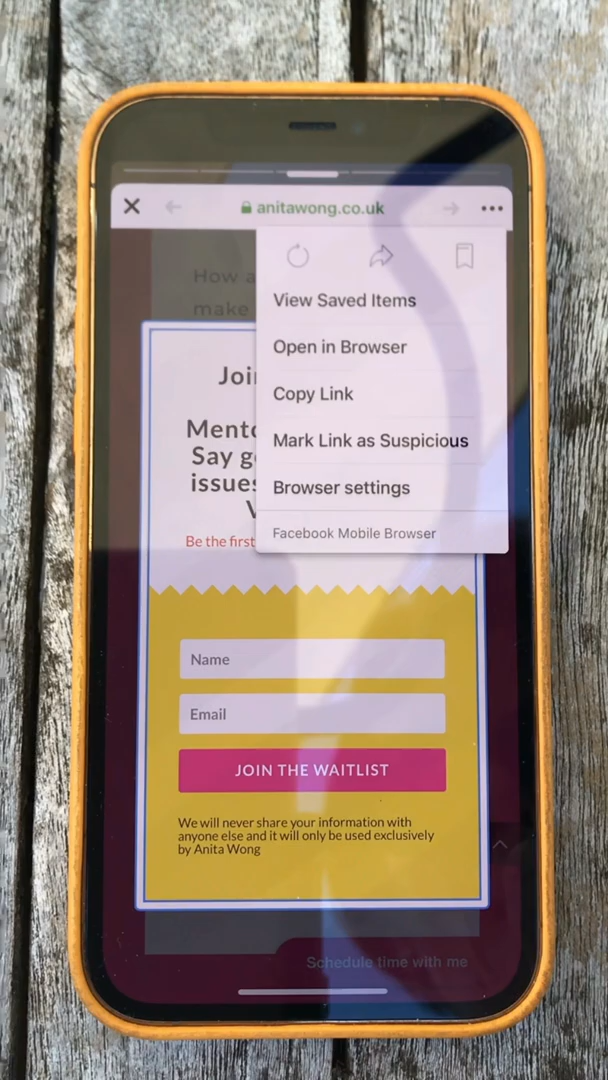 anitawong.co.uk
How a
make
View Saved Items
Open in Browser
Copy Link
Mark Link as Suspicious
Browser settings
Facebook Mobile Browser
Joi
Mento
Say g
issues
Be the first
Name
Email
JOIN THE WAITLIST
We will never share your information with
anyone else and it will only be used exclusively
by Anita Wong
Schedule time with me